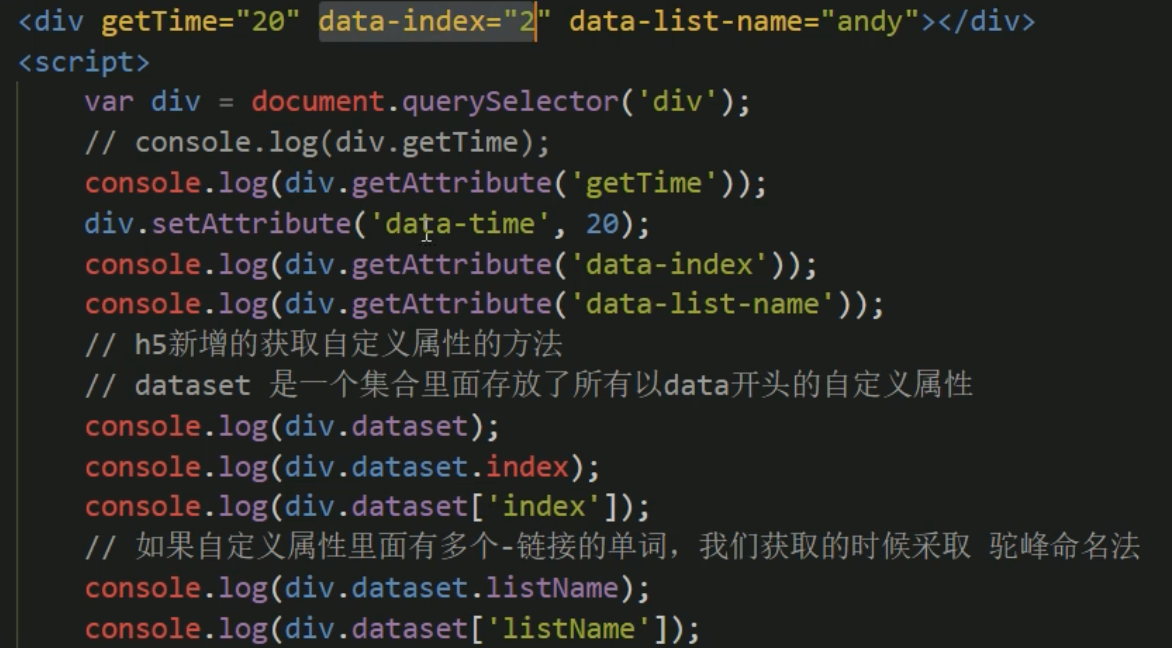 <div getTime="20" data-index="2" data-list-name="andy"></div>
<script>
var div = document.querySelector('div');
// console.log(div.getTime);
console.log(div.getAttribute('getTime'));
div.setAttribute('data-time', 20);
console.log(div.getAttribute('data-index'));
console.log(div.getAttribute('data-list-name'));
// h5新增的获取自定义属性的方法
// dataset 是一个集合里面存放了所有以data开头的自定义属性
console.log(div.dataset);
console.log(div.dataset.index);
console.log(div.dataset['index']);
// 如果自定义属性里面有多个-链接的单词，我们获取的时候采取 驼峰命名法
console.log(div.dataset.listName);
console.log(div.dataset['listName']);